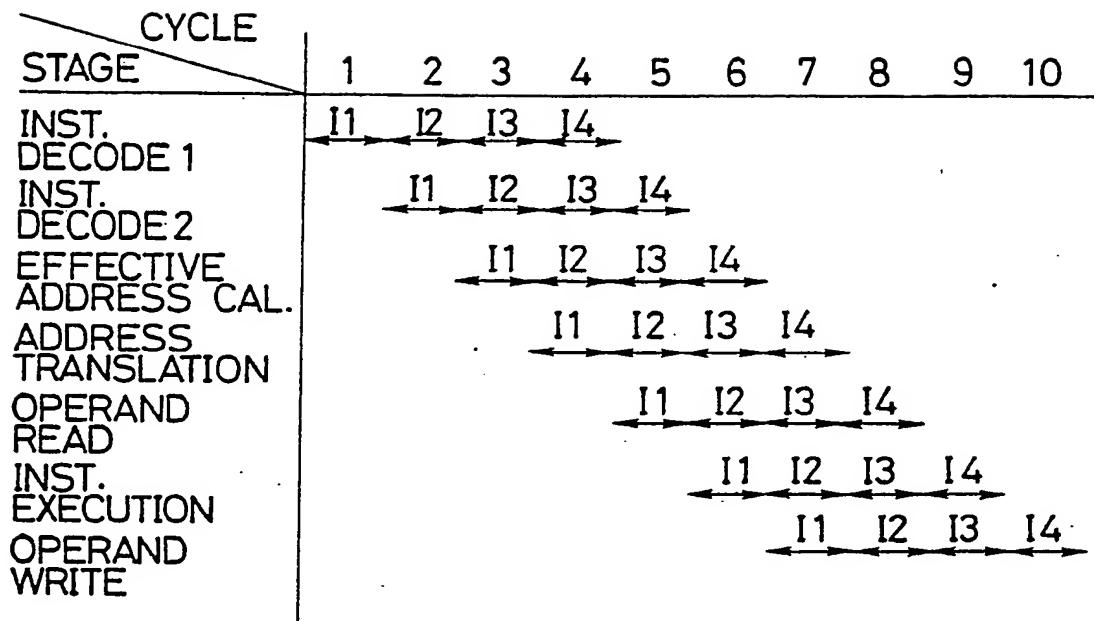 CYCLE
STAGE 1 2 3 4 5 6 7 8 9 10
INST. I1 I2 I3 I4
DECODE 1
INST. I1 I2 I3 I4
DECODE 2
EFFECTIVE I1 I2 I3 I4
ADDRESS CAL.
ADDRESS I1 I2 I3 I4
TRANSLATION
OPERAND I1 I2 I3 I4
READ
INST. I1 I2 I3 I4
EXECUTION
OPERAND I1 I2 I3 I4
WRITE